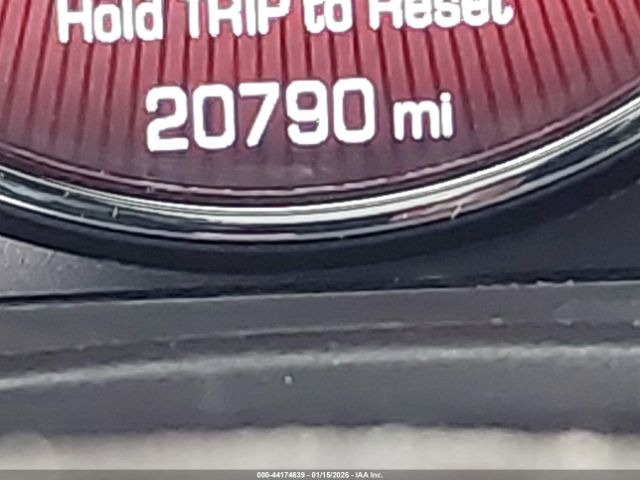 Hold TRIP to Reset
20790 mi
000-44174639 - 01/15/2026 - IAA Inc.